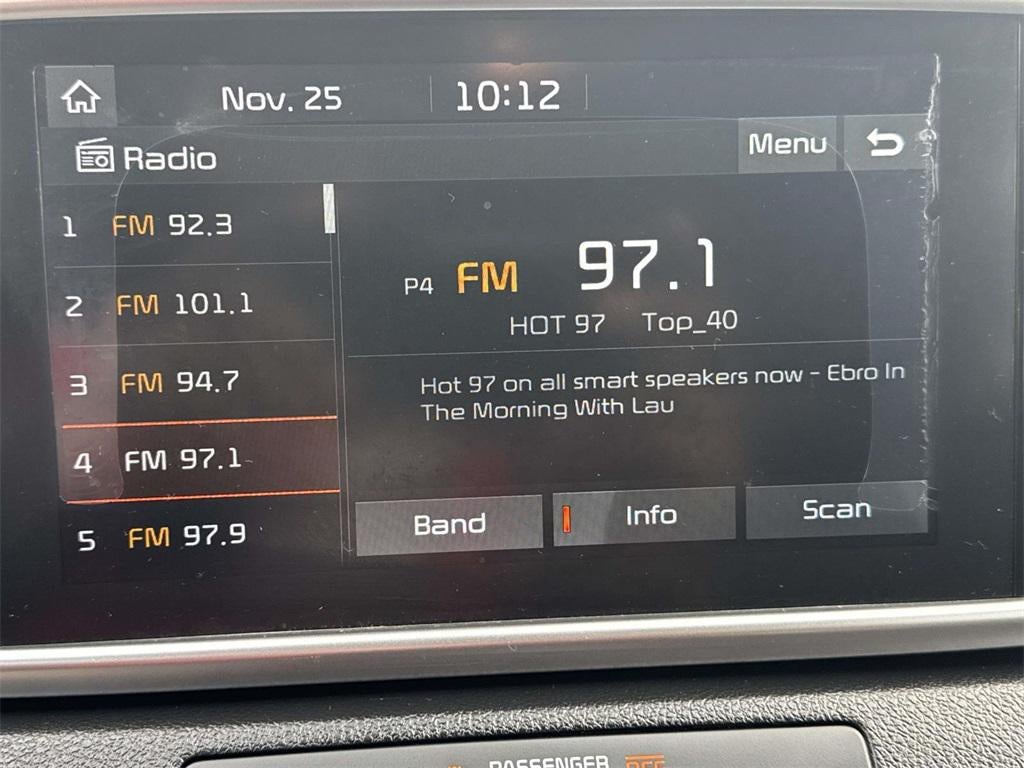 Nov. 25 10:12
Radio Menu
1 FM 92.3
2 FM 101.1
3 FM 94.7
4 FM 97.1
5 FM 97.9
P4 FM 97.1
HOT 97 Top_40
Hot 97 on all smart speakers now - Ebro In
The Morning With Lau
Band Info Scan
PASSENGER OFF